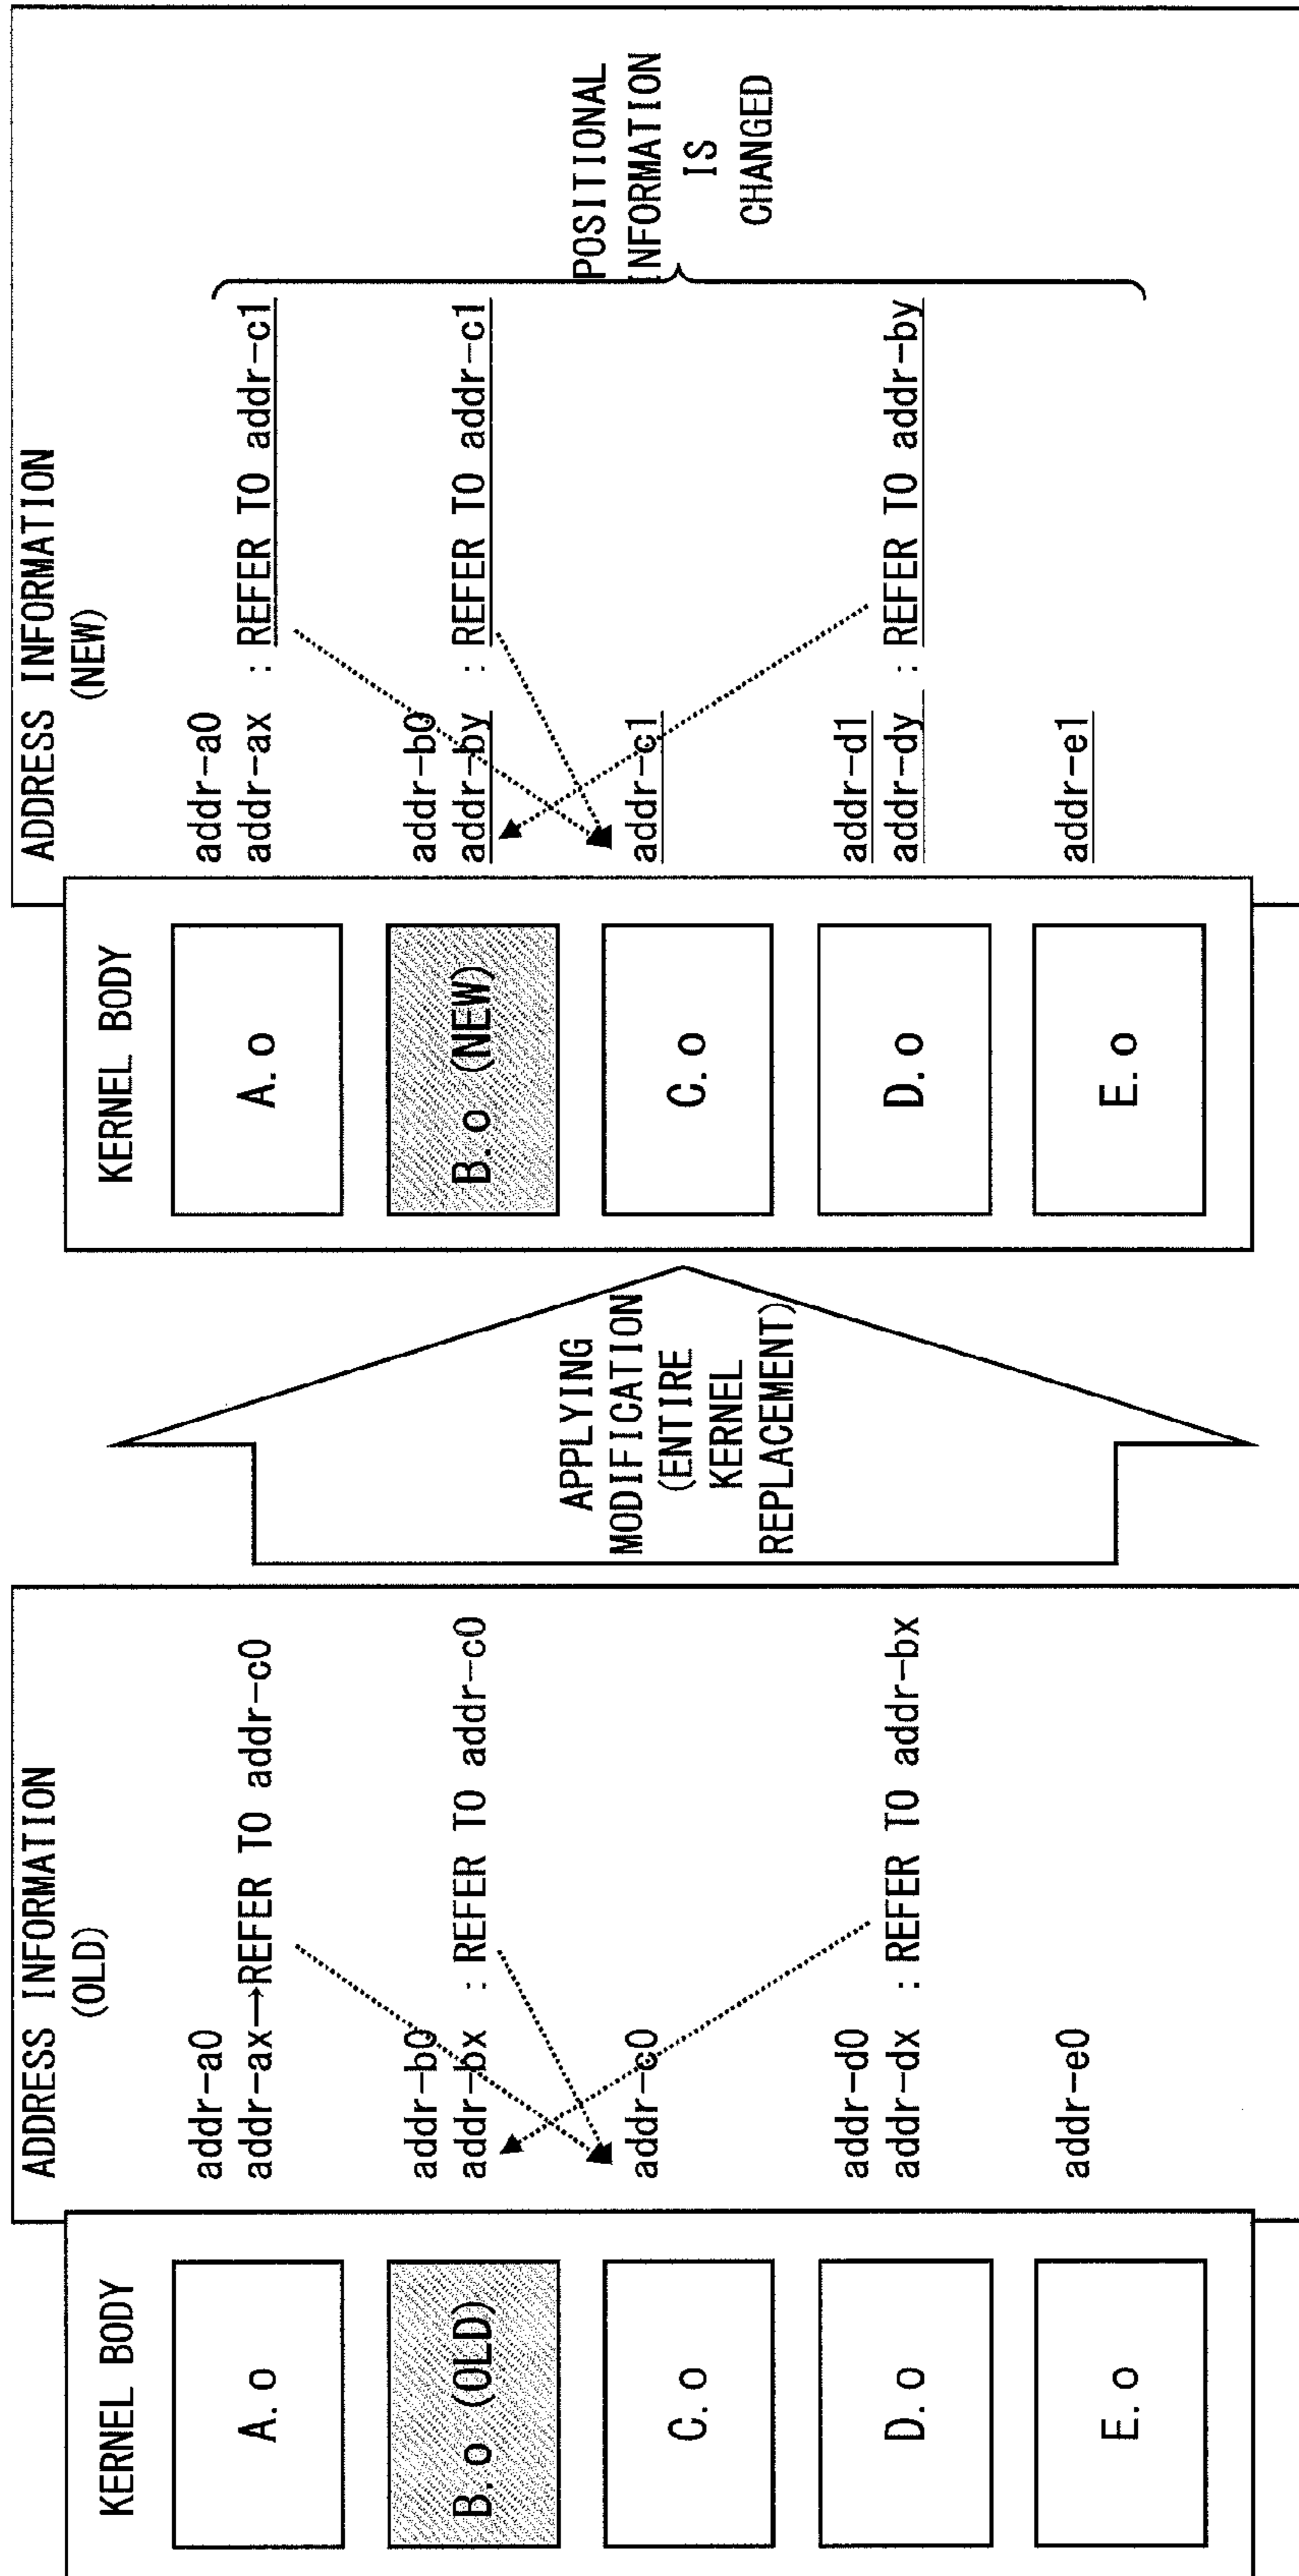 KERNEL BODY
A.o
B.o (OLD)
C.o
D.o
E.o
ADDRESS INFORMATION
(OLD)
addr-a0
addr-ax→REFER TO addr-c0
addr-b0
addr-bx : REFER TO addr-c0
addr-c0
addr-d0
addr-dx : REFER TO addr-bx
addr-e0
APPLYING
MODIFICATION
(ENTIRE
KERNEL
REPLACEMENT)
KERNEL BODY
A.o
B.o (NEW)
C.o
D.o
E.o
ADDRESS INFORMATION
(NEW)
addr-a0
addr-ax : REFER TO addr-c1
addr-b0
addr-by : REFER TO addr-c1
addr-c1
addr-d1
addr-dy : REFER TO addr-by
addr-e1
POSITIONAL
INFORMATION
IS
CHANGED